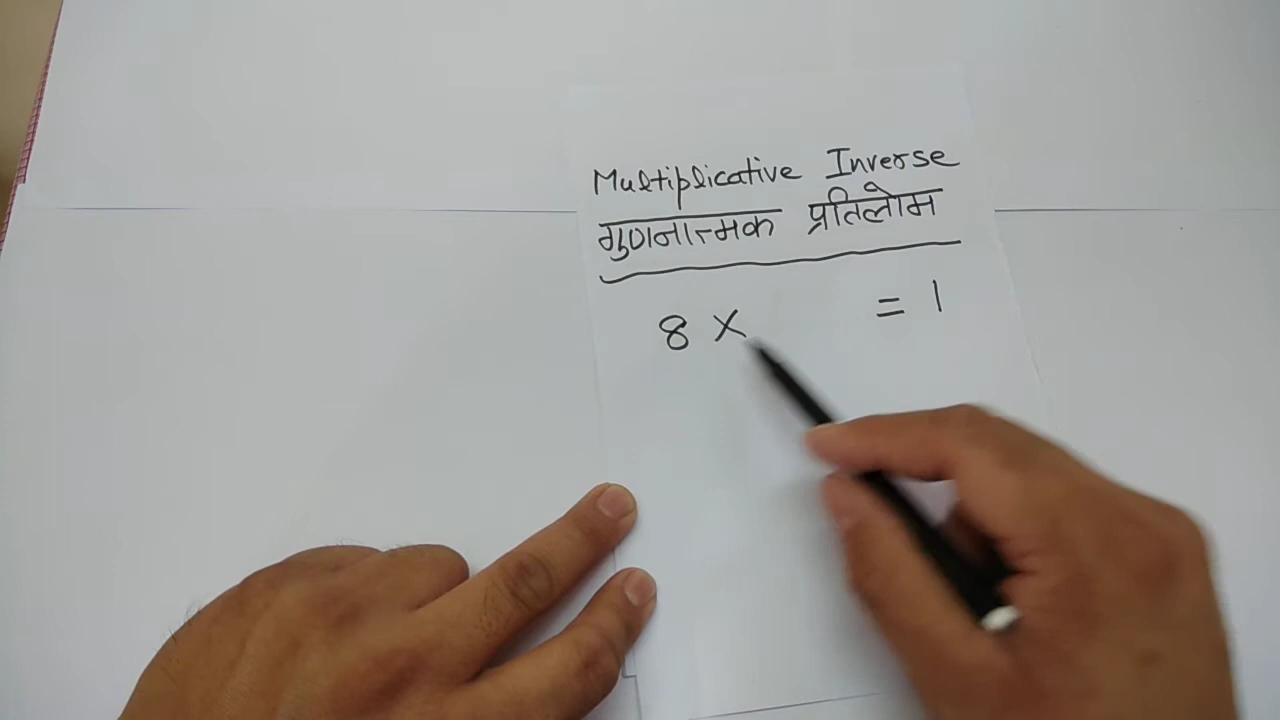 Multiplicative Inverse
गुणनात्मक प्रतिलोम
8 × = 1